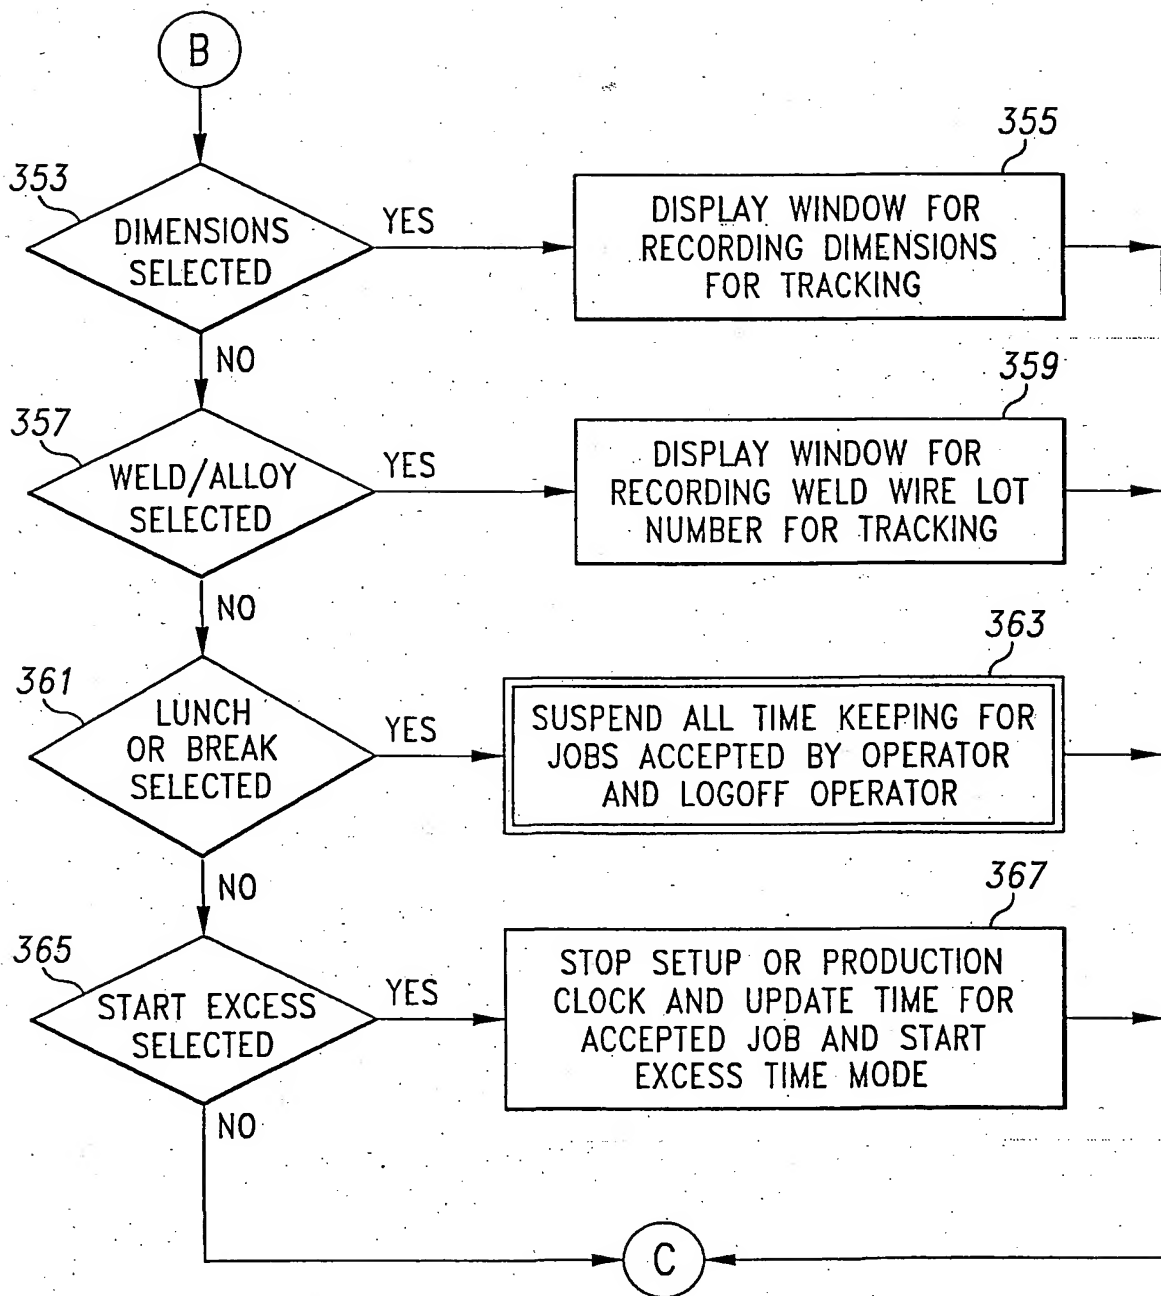 B
353
DIMENSIONS
SELECTED
YES
355
DISPLAY WINDOW FOR
RECORDING DIMENSIONS
FOR TRACKING
NO
357
WELD/ALLOY
SELECTED
YES
359
DISPLAY WINDOW FOR
RECORDING WELD WIRE LOT
NUMBER FOR TRACKING
NO
361
LUNCH
OR BREAK
SELECTED
YES
363
SUSPEND ALL TIME KEEPING FOR
JOBS ACCEPTED BY OPERATOR
AND LOGOFF OPERATOR
NO
365
START EXCESS
SELECTED
YES
367
STOP SETUP OR PRODUCTION
CLOCK AND UPDATE TIME FOR
ACCEPTED JOB AND START
EXCESS TIME MODE
NO
C